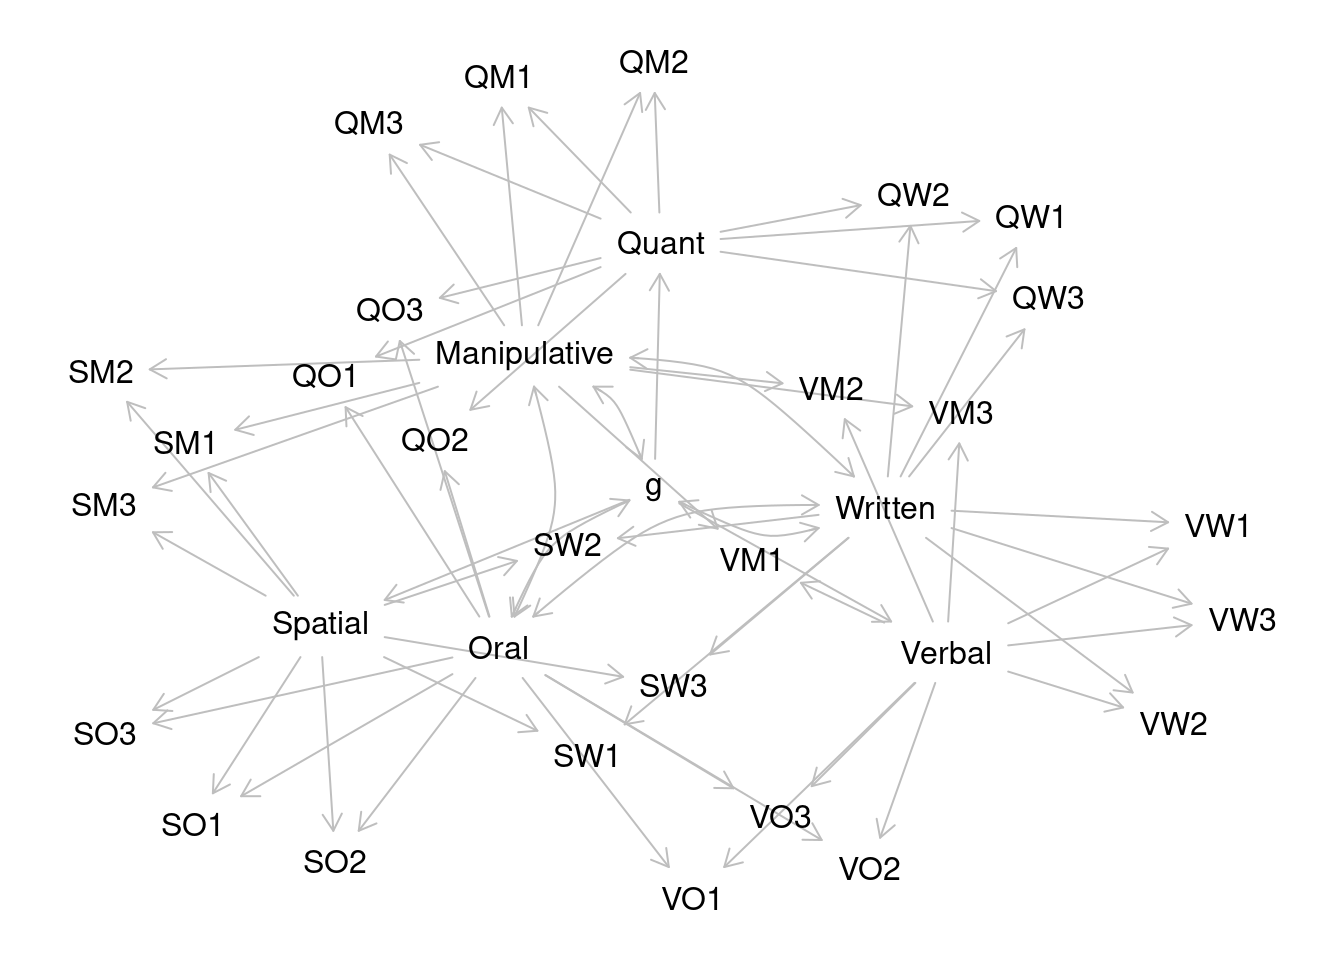 QM2
QM1
QM3
QW2
QW1
Quant
QW3
QO3
Manipulative
SM2
QO1
VM2
VM3
SM1
QO2
g
SM3
Written
VW1
SW2
VM1
VW3
Spatial
Oral
Verbal
SW3
VW2
SO3
SW1
VO3
SO1
SO2
VO2
VO1